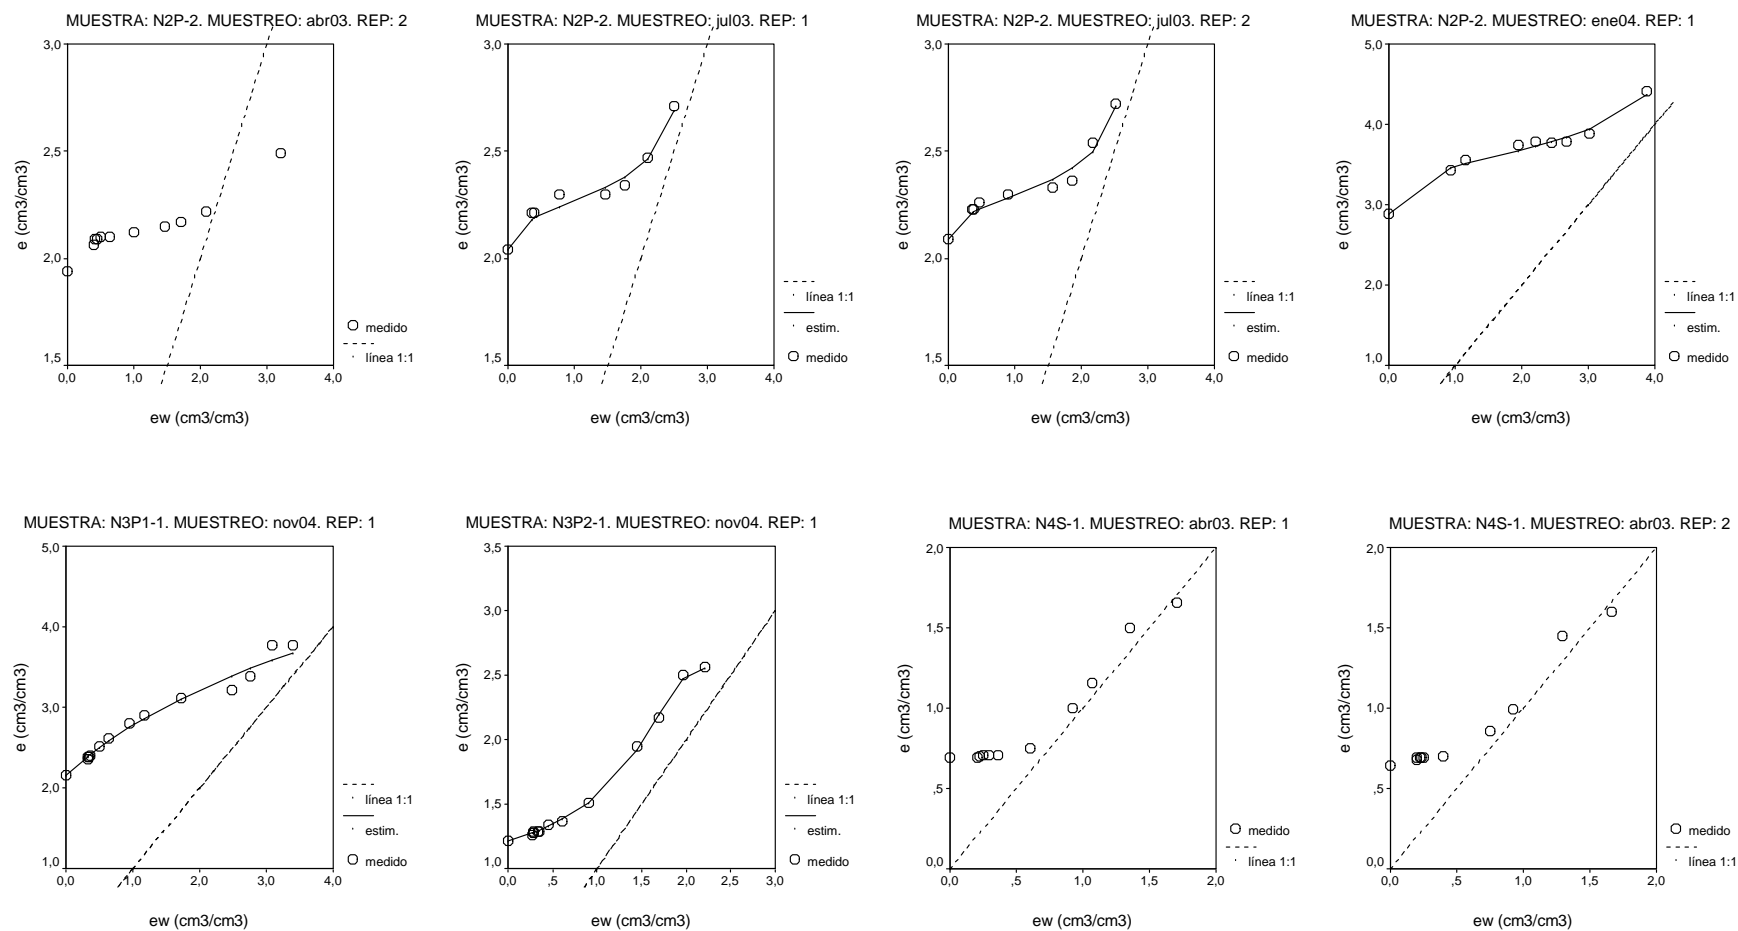 MUESTRA: N2P-2. MUESTREO: abr03. REP: 2
3,0
2,5
2,0
1,5
e (cm3/cm3)
0,0 1,0 2,0 3,0 4,0
ew (cm3/cm3)
medido
línea 1:1
MUESTRA: N2P-2. MUESTREO: jul03. REP: 1
3,0
2,5
2,0
1,5
e (cm3/cm3)
0,0 1,0 2,0 3,0 4,0
ew (cm3/cm3)
línea 1:1
estim.
medido
MUESTRA: N2P-2. MUESTREO: jul03. REP: 2
3,0
2,5
2,0
1,5
e (cm3/cm3)
0,0 1,0 2,0 3,0 4,0
ew (cm3/cm3)
línea 1:1
estim.
medido
MUESTRA: N2P-2. MUESTREO: ene04. REP: 1
5,0
4,0
3,0
2,0
1,0
e (cm3/cm3)
0,0 1,0 2,0 3,0 4,0
ew (cm3/cm3)
línea 1:1
estim.
medido
MUESTRA: N3P1-1. MUESTREO: nov04. REP: 1
5,0
4,0
3,0
2,0
1,0
e (cm3/cm3)
0,0 1,0 2,0 3,0 4,0
ew (cm3/cm3)
línea 1:1
estim.
medido
MUESTRA: N3P2-1. MUESTREO: nov04. REP: 1
3,5
3,0
2,5
2,0
1,5
1,0
e (cm3/cm3)
0,0 ,5 1,0 1,5 2,0 3,0
ew (cm3/cm3)
línea 1:1
estim.
medido
MUESTRA: N4S-1. MUESTREO: abr03. REP: 1
2,0
1,5
1,0
,5
0,0
e (cm3/cm3)
0,0 ,5 1,0 1,5 2,0
ew (cm3/cm3)
medido
línea 1:1
MUESTRA: N4S-1. MUESTREO: abr03. REP: 2
2,0
1,5
1,0
,5
0,0
e (cm3/cm3)
0,0 ,5 1,0 1,5 2,0
ew (cm3/cm3)
medido
línea 1:1